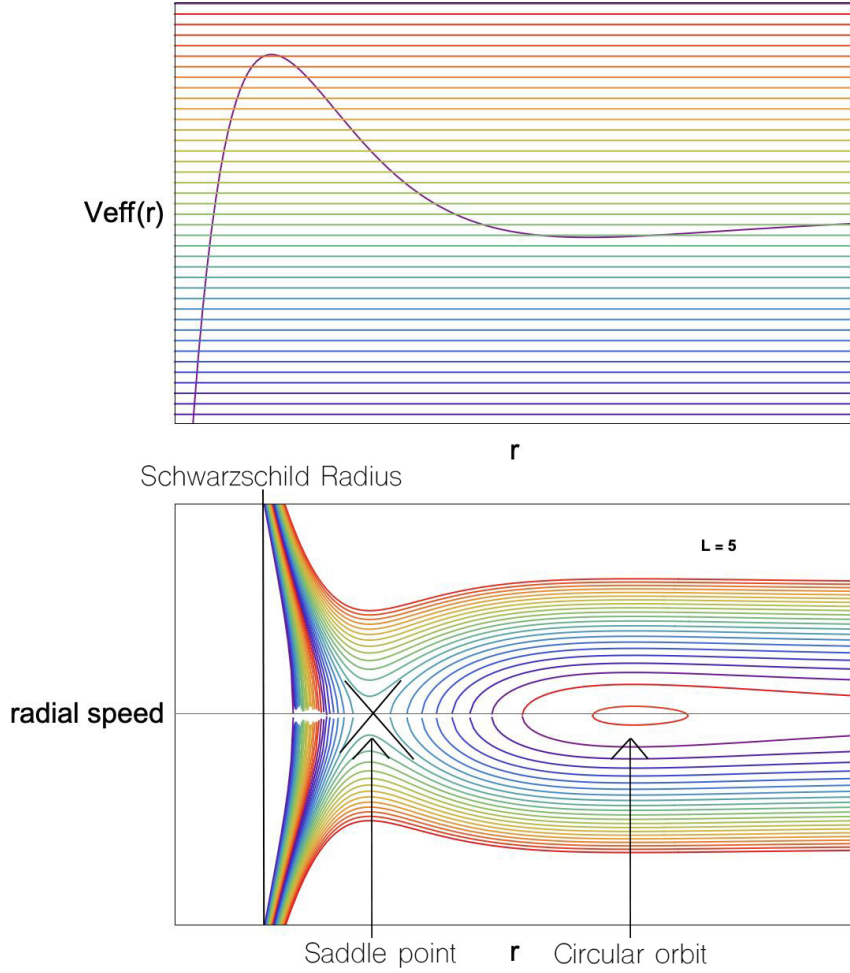 Veff(r)
r
Schwarzschild Radius
L = 5
radial speed
Saddle point
r
Circular orbit